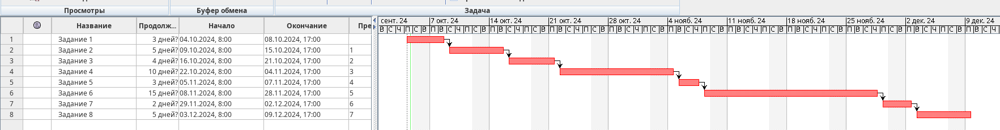 Просмотры Буфер обмена Задача
Название Продолж... Начало Окончание Пре
сент. 24 7 окт. 24 14 окт. 24 21 окт. 24 28 окт. 24 4 нояб. 24 11 нояб. 24 18 нояб. 24 25 нояб. 24 2 дек. 24 9 дек. 24
В С Ч П С В П В С Ч П С В П В С Ч П С В П В С Ч П С В П В С Ч П С В П В С Ч П С В П В С Ч П С В П В С Ч П С В П В С Ч П С В П В С Ч П С В П В С Ч
1 Задание 1 3 дней? 04.10.2024, 8:00 08.10.2024, 17:00
2 Задание 2 5 дней? 09.10.2024, 8:00 15.10.2024, 17:00 1
3 Задание 3 4 дней? 16.10.2024, 8:00 21.10.2024, 17:00 2
4 Задание 4 10 дней? 22.10.2024, 8:00 04.11.2024, 17:00 3
5 Задание 5 3 дней? 05.11.2024, 8:00 07.11.2024, 17:00 4
6 Задание 6 15 дней? 08.11.2024, 8:00 28.11.2024, 17:00 5
7 Задание 7 2 дней? 29.11.2024, 8:00 02.12.2024, 17:00 6
8 Задание 8 5 дней? 03.12.2024, 8:00 09.12.2024, 17:00 7